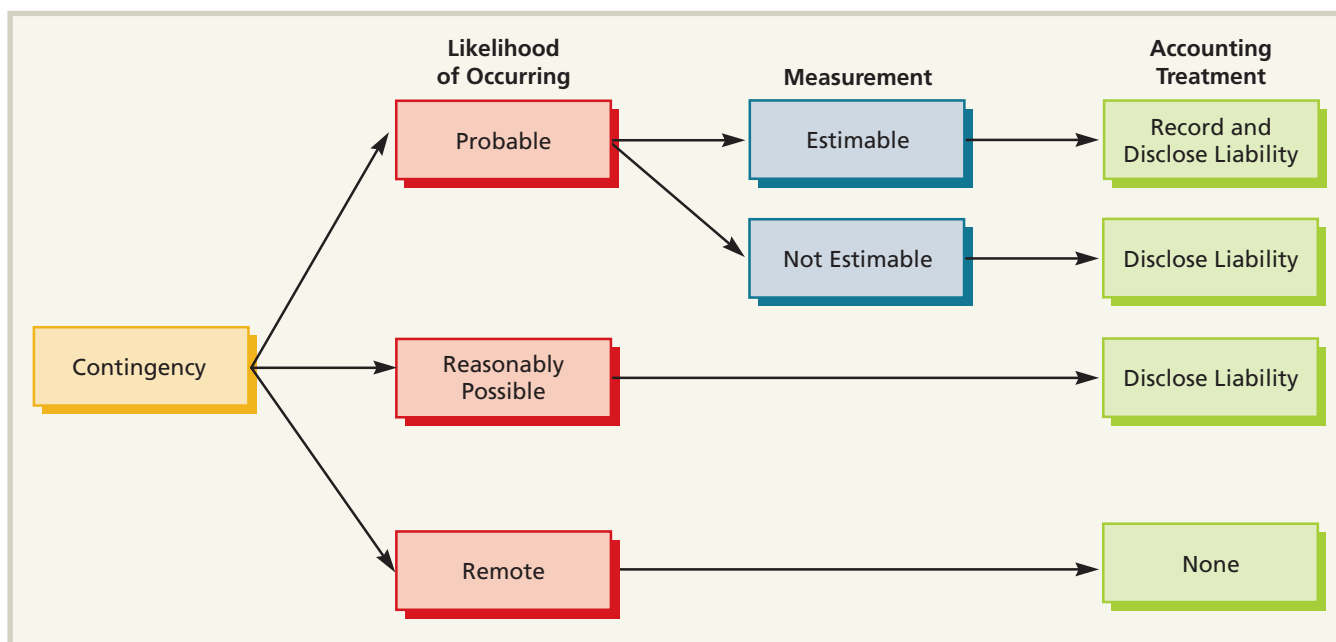 Likelihood
of Occurring
Measurement
Accounting
Treatment
Probable
Estimable
Record and
Disclose Liability
Not Estimable
Disclose Liability
Contingency
Reasonably
Possible
Disclose Liability
Remote
None